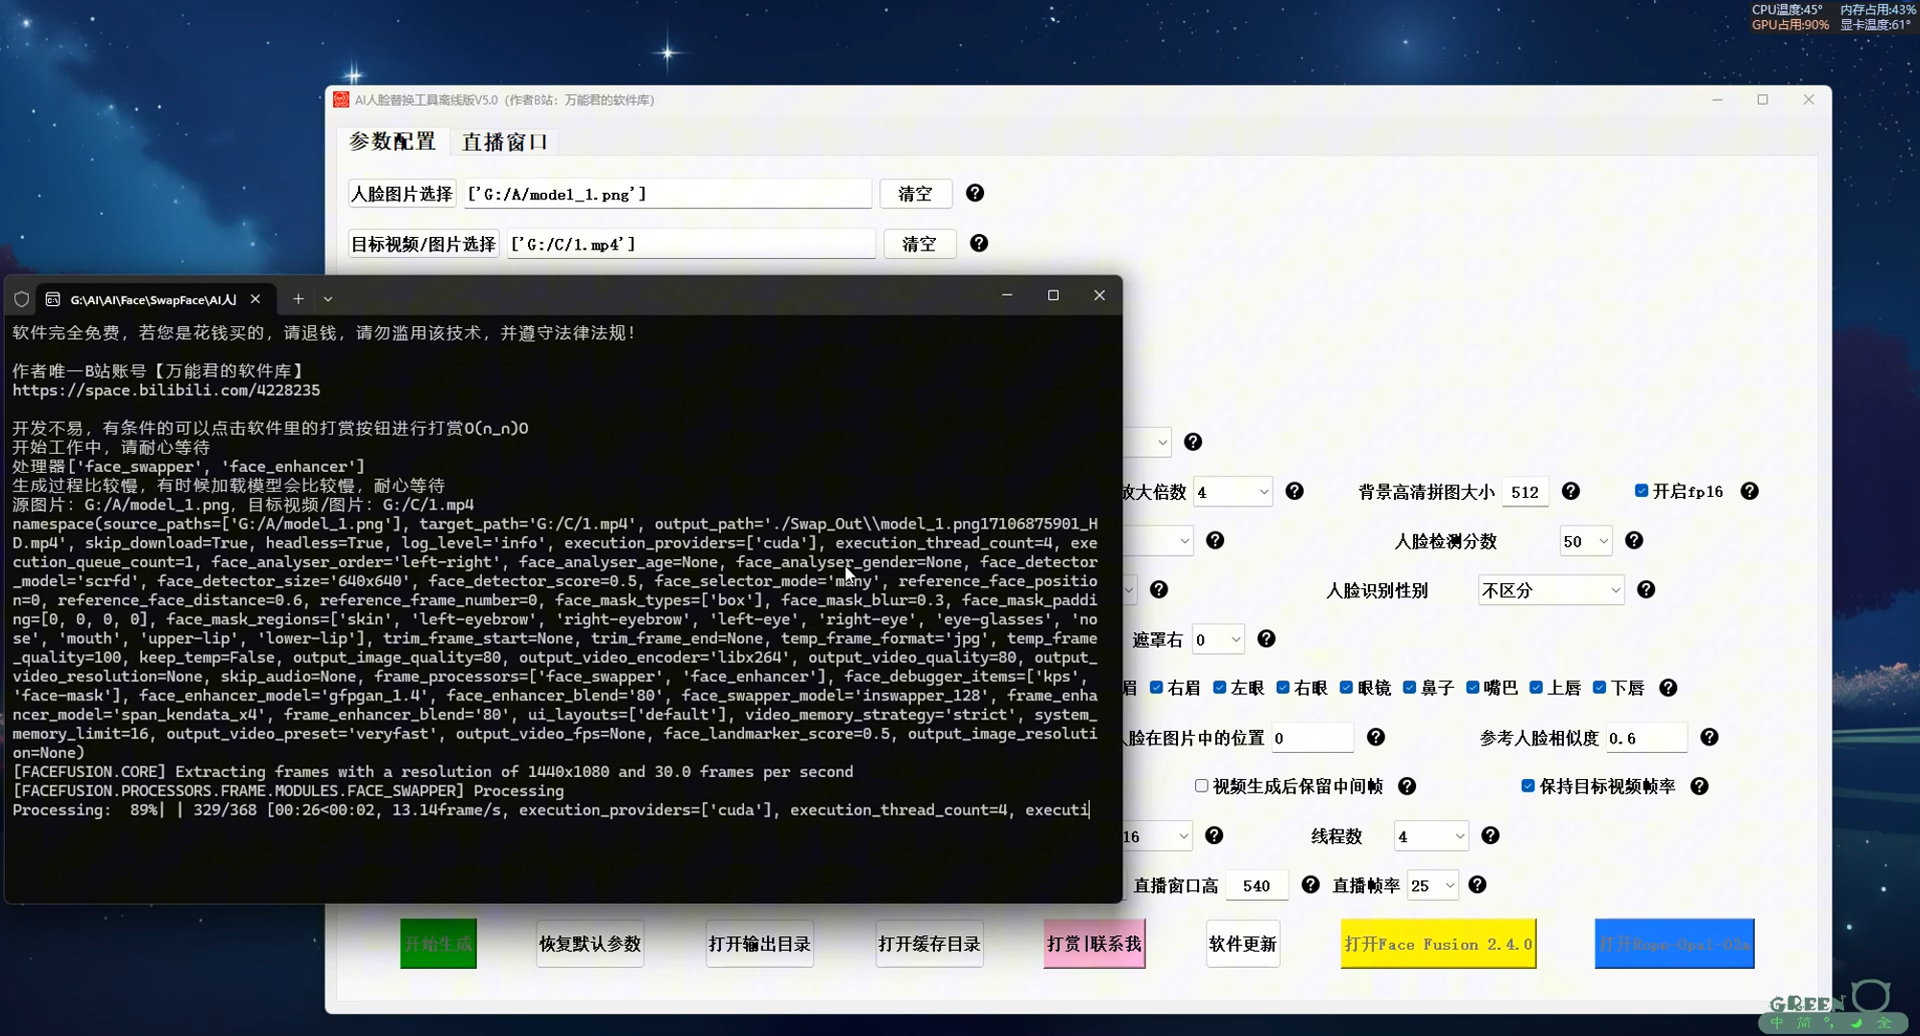 CPU温度:45° 内存占用:43%
GPU占用:90% 显卡温度:61°
AI人脸替换工具离线版V5.0（作者B站：万能君的软件库）
参数配置 直播窗口
人脸图片选择 ['G:/A/model_1.png'] 清空
目标视频/图片选择 ['G:/C/1.mp4'] 清空
G:\AI\AI\Face\SwapFace\AI人
软件完全免费，若您是花钱买的，请退钱，请勿滥用该技术，并遵守法律法规！
作者唯一B站账号【万能君的软件库】
https://space.bilibili.com/4228235
开发不易，有条件的可以点击软件里的打赏按钮进行打赏O(n_n)O
开始工作中，请耐心等待
处理器['face_swapper', 'face_enhancer']
生成过程比较慢，有时候加载模型会比较慢，耐心等待
源图片：G:/A/model_1.png，目标视频/图片：G:/C/1.mp4
namespace(source_paths=['G:/A/model_1.png'], target_path='G:/C/1.mp4', output_path='./Swap_Out\\model_1.png17106875901_H
D.mp4', skip_download=True, headless=True, log_level='info', execution_providers=['cuda'], execution_thread_count=4, exe
cution_queue_count=1, face_analyser_order='left-right', face_analyser_age=None, face_analyser_gender=None, face_detector
_model='scrfd', face_detector_size='640x640', face_detector_score=0.5, face_selector_mode='many', reference_face_positio
n=0, reference_face_distance=0.6, reference_frame_number=0, face_mask_types=['box'], face_mask_blur=0.3, face_mask_paddi
ng=[0, 0, 0, 0], face_mask_regions=['skin', 'left-eyebrow', 'right-eyebrow', 'left-eye', 'right-eye', 'eye-glasses', 'no
se', 'mouth', 'upper-lip', 'lower-lip'], trim_frame_start=None, trim_frame_end=None, temp_frame_format='jpg', temp_frame
_quality=100, keep_temp=False, output_image_quality=80, output_video_encoder='libx264', output_video_quality=80, output_
video_resolution=None, skip_audio=None, frame_processors=['face_swapper', 'face_enhancer'], face_debugger_items=['kps',
'face-mask'], face_enhancer_model='gfpgan_1.4', face_enhancer_blend='80', face_swapper_model='inswapper_128', frame_enha
ncer_model='span_kendata_x4', frame_enhancer_blend='80', ui_layouts=['default'], video_memory_strategy='strict', system_
memory_limit=16, output_video_preset='veryfast', output_video_fps=None, face_landmarker_score=0.5, output_image_resoluti
on=None)
[FACEFUSION.CORE] Extracting frames with a resolution of 1440x1080 and 30.0 frames per second
[FACEFUSION.PROCESSORS.FRAME.MODULES.FACE_SWAPPER] Processing
Processing: 89%| | 329/368 [00:26<00:02, 13.14frame/s, execution_providers=['cuda'], execution_thread_count=4, executi
放大倍数 4 背景高清拼图大小 512 开启fp16
人脸检测分数 50
人脸识别性别 不区分
遮罩右 0
眉 右眉 左眼 右眼 眼镜 鼻子 嘴巴 上唇 下唇
人脸在图片中的位置 0 参考人脸相似度 0.6
视频生成后保留中间帧 保持目标视频帧率
16 线程数 4
直播窗口高 540 直播帧率 25
开始生成 恢复默认参数 打开输出目录 打开缓存目录 打赏|联系我 软件更新 打开Face Fusion 2.4.0 打开Rope-Opal-03a
GREEN
中 简 °, 全